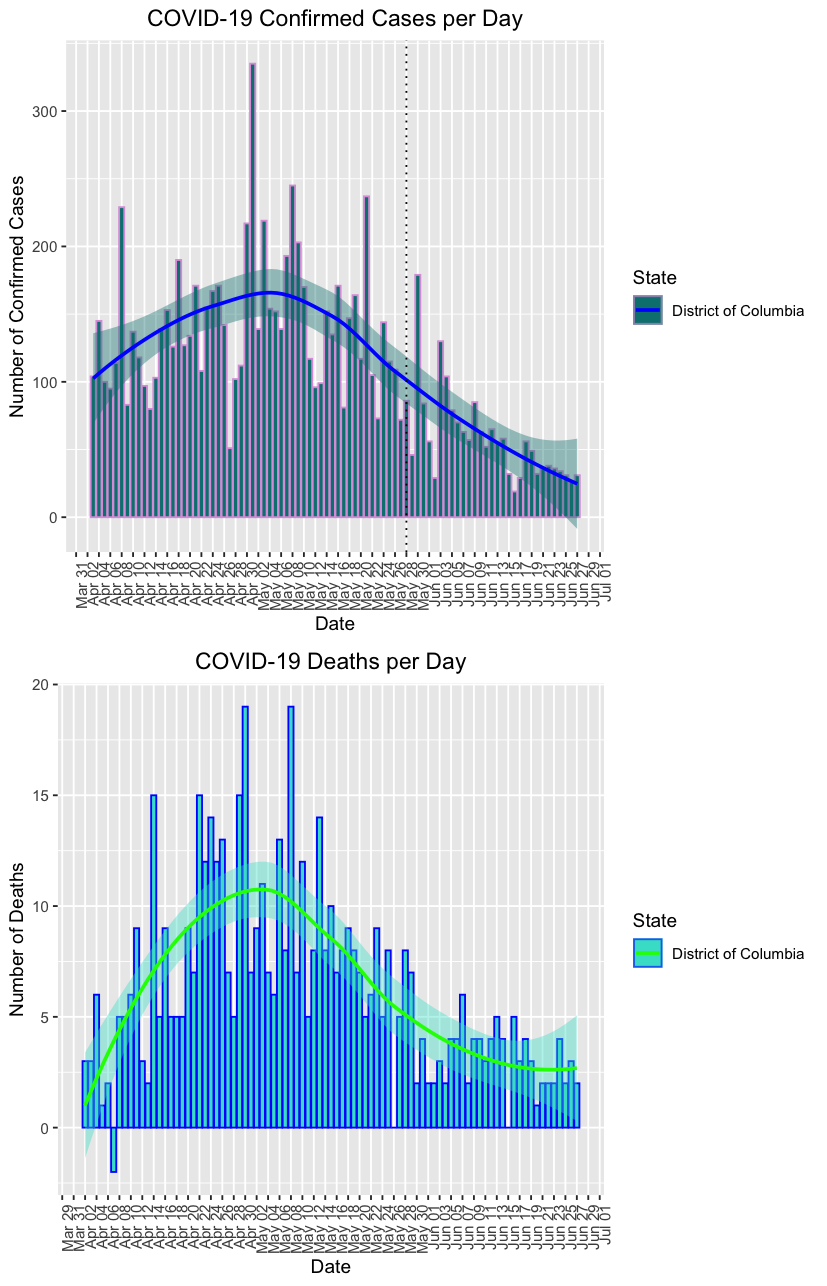 COVID-19 Confirmed Cases per Day
Number of Confirmed Cases
300
200
100
0
Mar 31
Apr 02
Apr 04
Apr 06
Apr 08
Apr 10
Apr 12
Apr 14
Apr 16
Apr 18
Apr 20
Apr 22
Apr 24
Apr 26
Apr 28
Apr 30
May 02
May 04
May 06
May 08
May 10
May 12
May 14
May 16
May 18
May 20
May 22
May 24
May 26
May 28
May 30
Jun 01
Jun 03
Jun 05
Jun 07
Jun 09
Jun 11
Jun 13
Jun 15
Jun 17
Jun 19
Jun 21
Jun 23
Jun 25
Jun 27
Jun 29
Jul 01
Date
State
District of Columbia
COVID-19 Deaths per Day
Number of Deaths
20
15
10
5
0
Mar 29
Mar 31
Apr 02
Apr 04
Apr 06
Apr 08
Apr 10
Apr 12
Apr 14
Apr 16
Apr 18
Apr 20
Apr 22
Apr 24
Apr 26
Apr 28
Apr 30
May 02
May 04
May 06
May 08
May 10
May 12
May 14
May 16
May 18
May 20
May 22
May 24
May 26
May 28
May 30
Jun 01
Jun 03
Jun 05
Jun 07
Jun 09
Jun 11
Jun 13
Jun 15
Jun 17
Jun 19
Jun 21
Jun 23
Jun 25
Jun 27
Jun 29
Jul 01
Date
State
District of Columbia